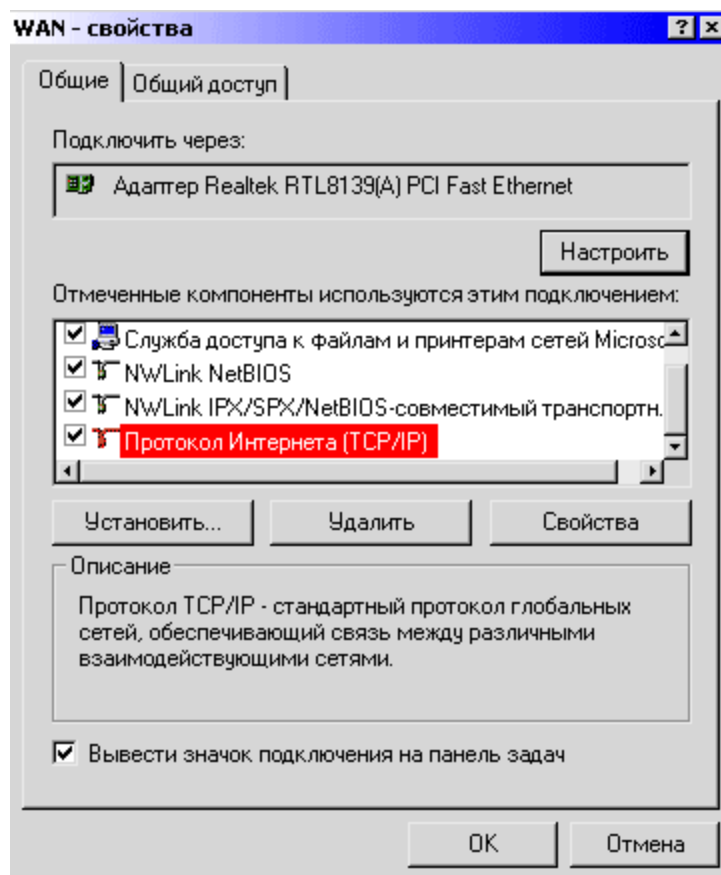 WAN - свойства
Общие
Общий доступ
Подключить через:
Адаптер Realtek RTL8139(A) PCI Fast Ethernet
Настроить
Отмеченные компоненты используются этим подключением:
Служба доступа к файлам и принтерам сетей Microsо
NWLink NetBIOS
NWLink IPX/SPX/NetBIOS-совместимый транспортн.
Протокол Интернета (TCP/IP)
Установить...
Удалить
Свойства
Описание
Протокол TCP/IP - стандартный протокол глобальных
сетей, обеспечивающий связь между различными
взаимодействующими сетями.
Вывести значок подключения на панель задач
OK
Отмена